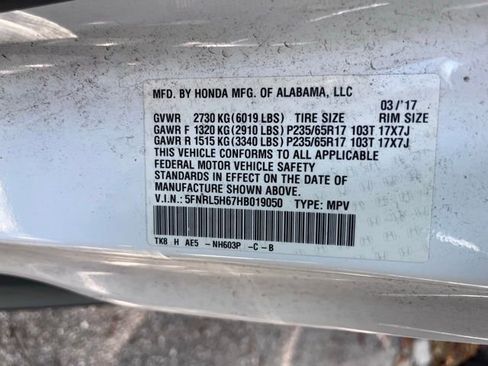 MFD. BY HONDA MFG. OF ALABAMA, LLC
03/'17
GVWR 2730 KG(6019 LBS) TIRE SIZE RIM SIZE
GAWR F 1320 KG(2910 LBS) P235/65R17 103T 17X7J
GAWR R 1515 KG(3340 LBS) P235/65R17 103T 17X7J
THIS VEHICLE CONFORMS TO ALL APPLICABLE
FEDERAL MOTOR VEHICLE SAFETY
STANDARDS IN EFFECT ON THE DATE OF
MANUFACTURE SHOWN ABOVE.
V.I.N.: 5FNRL5H67HB019050 TYPE: MPV
TK8 H AE5 -NH603P -C-B